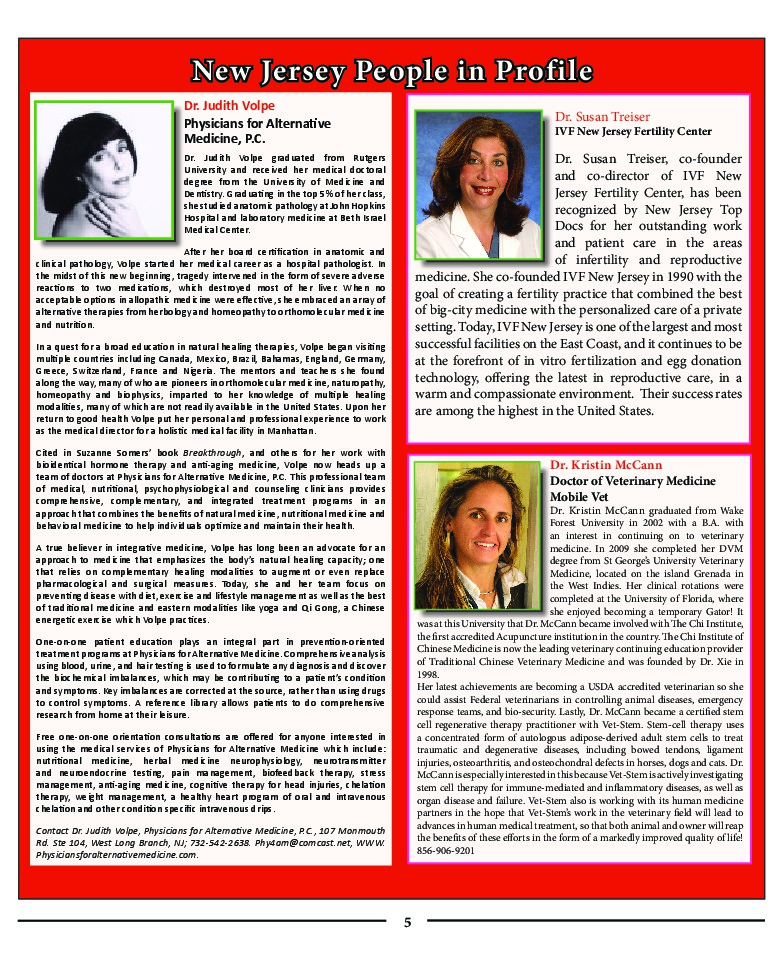 New Jersey People in Profile
Dr. Judith Volpe
Physicians for Alternative
Medicine, P.C.
Dr. Judith Volpe graduated from Rutgers
University and received her medical doctoral
degree from the University of Medicine and
Dentistry. Graduating in the top 5% of her class,
she studied anatomic pathology at John Hopkins
Hospital and laboratory medicine at Beth Israel
Medical Center.
After her board certification in anatomic and
clinical pathology, Volpe started her medical career as a hospital pathologist. In
the midst of this new beginning, tragedy intervened in the form of severe adverse
reactions to two medications, which destroyed most of her liver. When no
acceptable options in allopathic medicine were effective, she embraced an array of
alternative therapies from herbology and homeopathy to orthomolecular medicine
and nutrition.
In a quest for a broad education in natural healing therapies, Volpe began visiting
multiple countries including Canada, Mexico, Brazil, Bahamas, England, Germany,
Greece, Switzerland, France and Nigeria. The mentors and teachers she found
along the way, many of who are pioneers in orthomolecular medicine, naturopathy,
homeopathy and biophysics, imparted to her knowledge of multiple healing
modalities, many of which are not readily available in the United States. Upon her
return to good health Volpe put her personal and professional experience to work
as the medical director for a holistic medical facility in Manhattan.
Cited in Suzanne Somers' book Breakthrough, and others for her work with
bioidentical hormone therapy and anti-aging medicine, Volpe now heads up a
team of doctors at Physicians for Alternative Medicine, P.C. This professional team
of medical, nutritional, psychophysiological and counseling clinicians provides
comprehensive, complementary, and integrated treatment programs in an
approach that combines the benefits of natural medicine, nutritional medicine and
behavioral medicine to help individuals optimize and maintain their health.
A true believer in integrative medicine, Volpe has long been an advocate for an
approach to medicine that emphasizes the body's natural healing capacity; one
that relies on complementary healing modalities to augment or even replace
pharmacological and surgical measures. Today, she and her team focus on
preventing disease with diet, exercise and lifestyle management as well as the best
of traditional medicine and eastern modalities like yoga and Qi Gong, a Chinese
energetic exercise which Volpe practices.
One-on-one patient education plays an integral part in prevention-oriented
treatment programs at Physicians for Alternative Medicine. Comprehensive analysis
using blood, urine, and hair testing is used to formulate any diagnosis and discover
the biochemical imbalances, which may be contributing to a patient's condition
and symptoms. Key imbalances are corrected at the source, rather than using drugs
to control symptoms. A reference library allows patients to do comprehensive
research from home at their leisure.
Free one-on-one orientation consultations are offered for anyone interested in
using the medical services of Physicians for Alternative Medicine which include:
nutritional medicine, herbal medicine neurophysiology, neurotransmitter
and neuroendocrine testing, pain management, biofeedback therapy, stress
management, anti-aging medicine, cognitive therapy for head injuries, chelation
therapy, weight management, a healthy heart program of oral and intravenous
chelation and other condition specific intravenous drips.
Contact Dr. Judith Volpe, Physicians for Alternative Medicine, P.C., 107 Monmouth
Rd. Ste 104, West Long Branch, NJ; 732-542-2638. Phy4am@comcast.net, WWW.
Physiciansforalternativemedicine.com.
Dr. Susan Treiser
IVF New Jersey Fertility Center
Dr. Susan Treiser, co-founder
and co-director of IVF New
Jersey Fertility Center, has been
recognized by New Jersey Top
Docs for her outstanding work
and patient care in the areas
of infertility and reproductive
medicine. She co-founded IVF New Jersey in 1990 with the
goal of creating a fertility practice that combined the best
of big-city medicine with the personalized care of a private
setting. Today, IVF New Jersey is one of the largest and most
successful facilities on the East Coast, and it continues to be
at the forefront of in vitro fertilization and egg donation
technology, offering the latest in reproductive care, in a
warm and compassionate environment. Their success rates
are among the highest in the United States.
Dr. Kristin McCann
Doctor of Veterinary Medicine
Mobile Vet
Dr. Kristin McCann graduated from Wake
Forest University in 2002 with a B.A. with
an interest in continuing on to veterinary
medicine. In 2009 she completed her DVM
degree from St George's University Veterinary
Medicine, located on the island Grenada in
the West Indies. Her clinical rotations were
completed at the University of Florida, where
she enjoyed becoming a temporary Gator! It
was at this University that Dr. McCann became involved with The Chi Institute,
the first accredited Acupuncture institution in the country. The Chi Institute of
Chinese Medicine is now the leading veterinary continuing education provider
of Traditional Chinese Veterinary Medicine and was founded by Dr. Xie in
1998.
Her latest achievements are becoming a USDA accredited veterinarian so she
could assist Federal veterinarians in controlling animal diseases, emergency
response teams, and bio-security. Lastly, Dr. McCann became a certified stem
cell regenerative therapy practitioner with Vet-Stem. Stem-cell therapy uses
a concentrated form of autologous adipose-derived adult stem cells to treat
traumatic and degenerative diseases, including bowed tendons, ligament
injuries, osteoarthritis, and osteochondral defects in horses, dogs and cats. Dr.
McCann is especially interested in this because Vet-Stem is actively investigating
stem cell therapy for immune-mediated and inflammatory diseases, as well as
organ disease and failure. Vet-Stem also is working with its human medicine
partners in the hope that Vet-Stem's work in the veterinary field will lead to
advances in human medical treatment, so that both animal and owner will reap
the benefits of these efforts in the form of a markedly improved quality of life!
856-906-9201
5